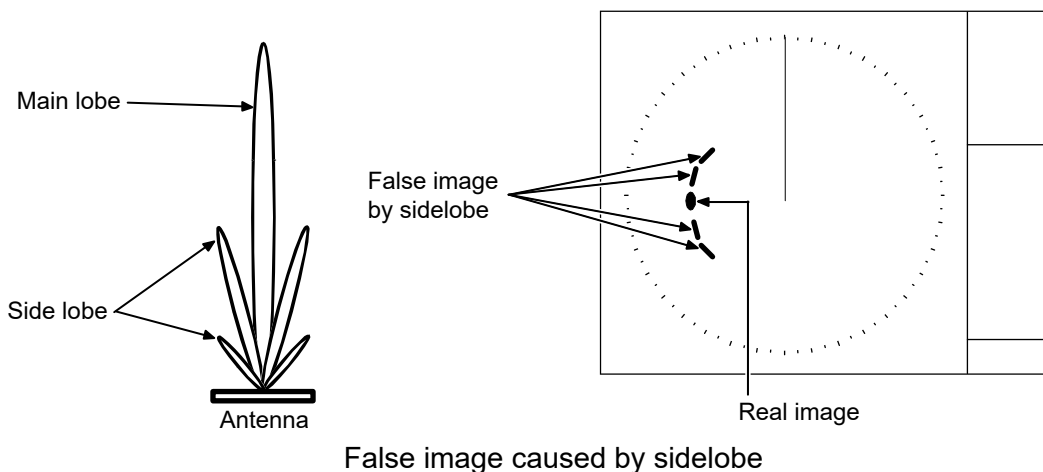 Main lobe
Side lobe
Antenna
False image
by sidelobe
Real image
False image caused by sidelobe